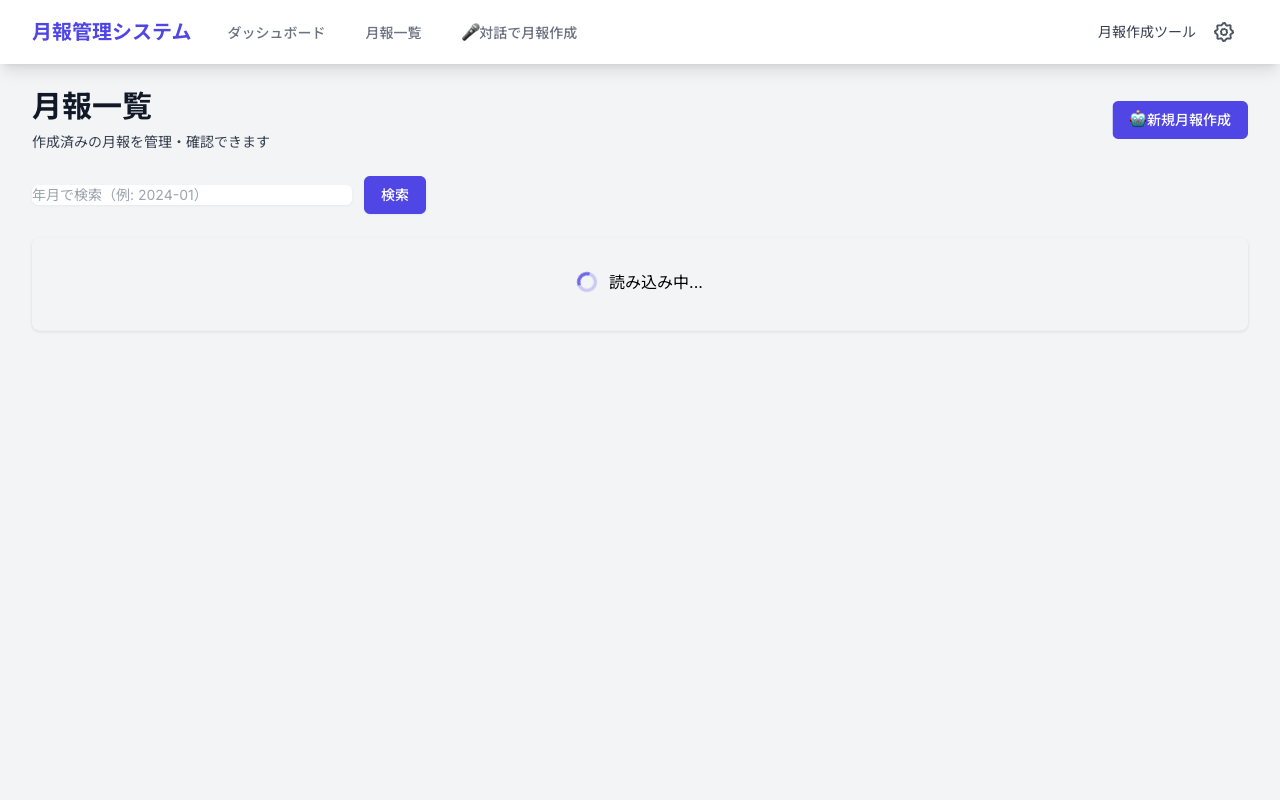 月報管理システム
ダッシュボード
月報一覧
🎤対話で月報作成
月報作成ツール
月報一覧
作成済みの月報を管理・確認できます
🤖新規月報作成
年月で検索（例: 2024-01）
検索
読み込み中...